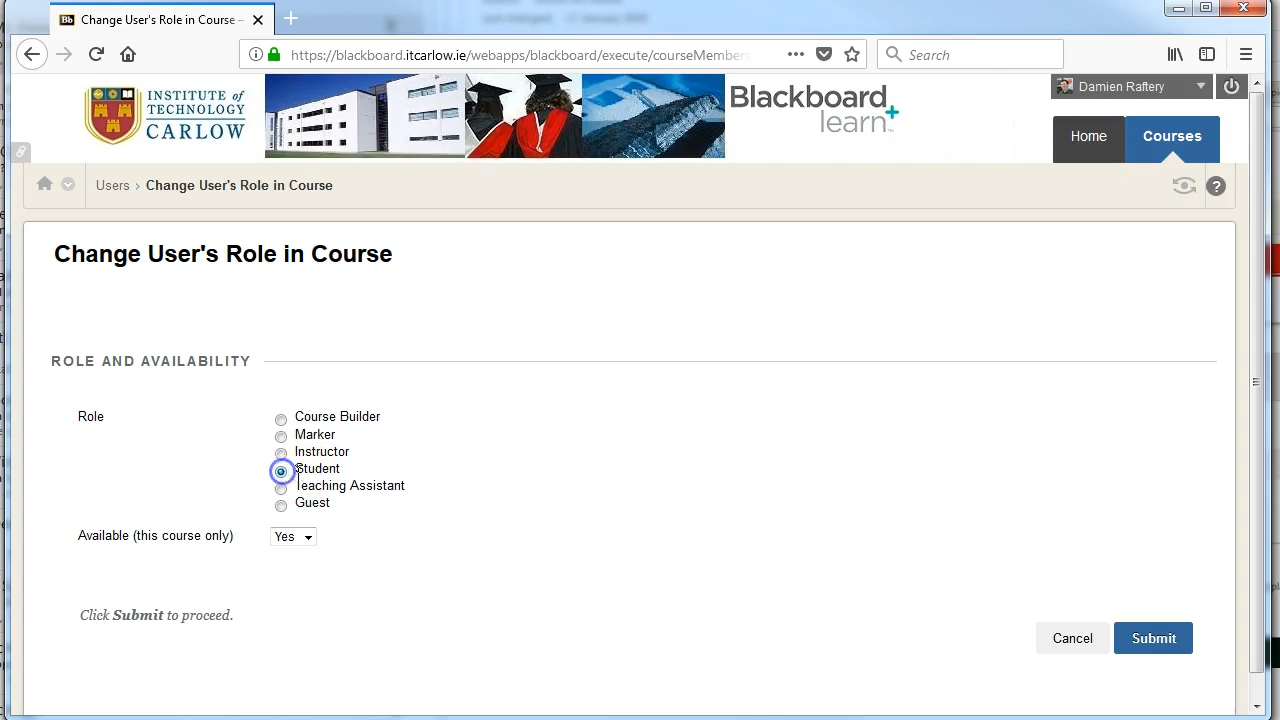 Bb Change User's Role in Course –
https://blackboard.itcarlow.ie/webapps/blackboard/execute/courseMembers
Search
INSTITUTE of
TECHNOLOGY
CARLOW
Blackboard
learn
Damien Raftery
Home
Courses
Users > Change User's Role in Course
Change User's Role in Course
ROLE AND AVAILABILITY
Role
Course Builder
Marker
Instructor
Student
Teaching Assistant
Guest
Available (this course only)
Yes
Click Submit to proceed.
Cancel
Submit